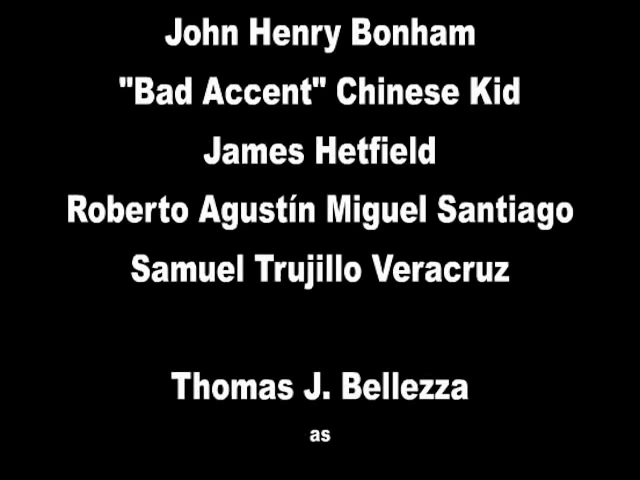 John Henry Bonham
"Bad Accent" Chinese Kid
James Hetfield
Roberto Agustín Miguel Santiago
Samuel Trujillo Veracruz
Thomas J. Bellezza
as